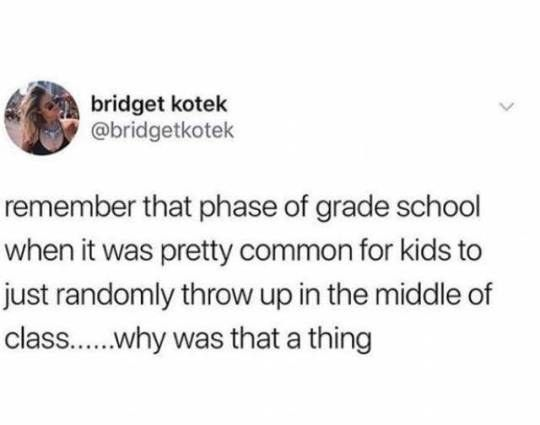 bridget kotek
@bridgetkotek
remember that phase of grade school
when it was pretty common for kids to
just randomly throw up in the middle of
class......why was that a thing